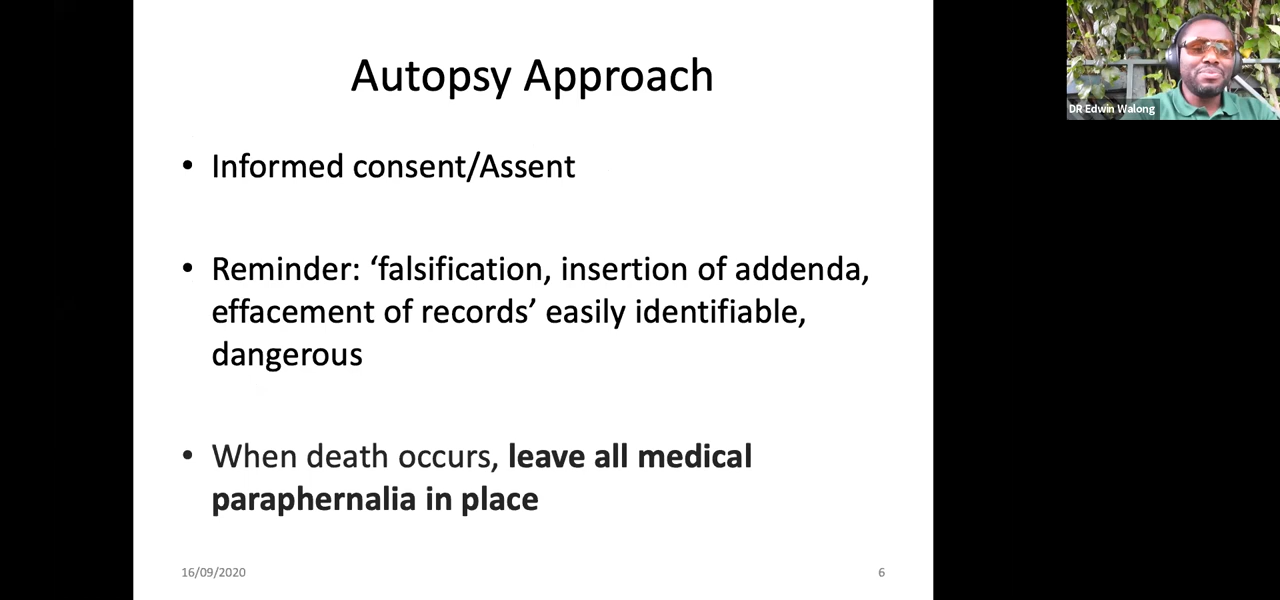 Autopsy Approach
• Informed consent/Assent
• Reminder: ‘falsification, insertion of addenda,
effacement of records’ easily identifiable,
dangerous
• When death occurs, leave all medical
paraphernalia in place
16/09/2020
6
DR Edwin Walong